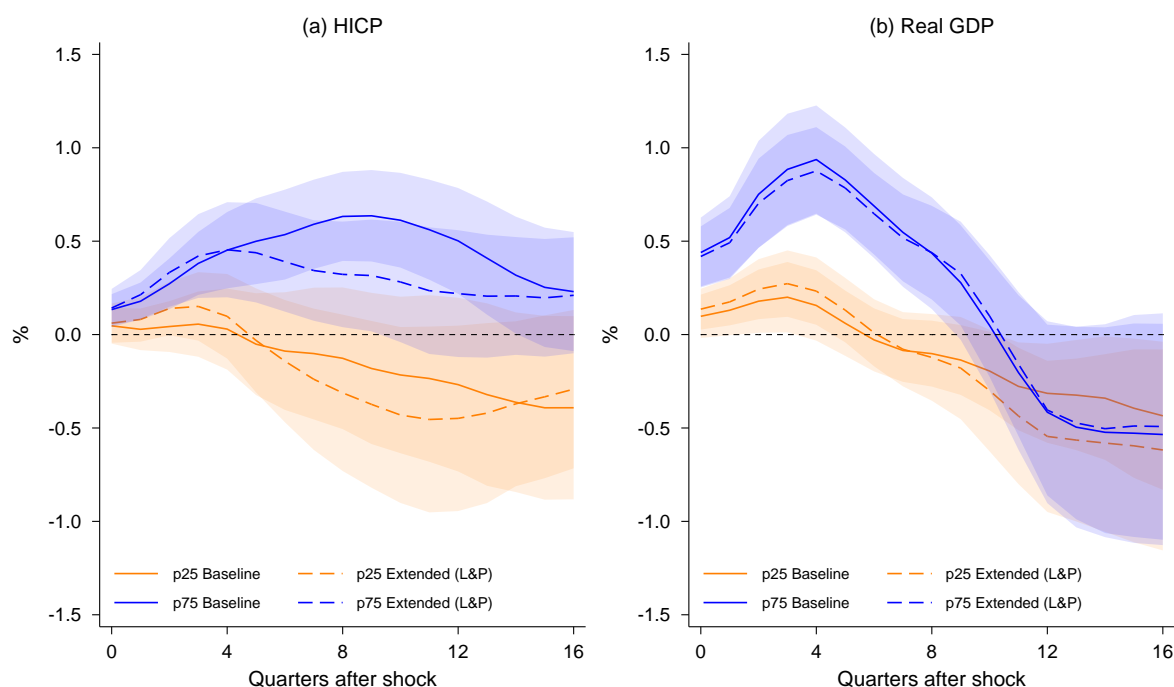 (a) HICP
1.5
1.0
0.5
0.0
-0.5
-1.0
-1.5
%
p25 Baseline
p25 Extended (L&P)
p75 Baseline
p75 Extended (L&P)
0 4 8 12 16
Quarters after shock
(b) Real GDP
1.5
1.0
0.5
0.0
-0.5
-1.0
-1.5
%
p25 Baseline
p25 Extended (L&P)
p75 Baseline
p75 Extended (L&P)
0 4 8 12 16
Quarters after shock